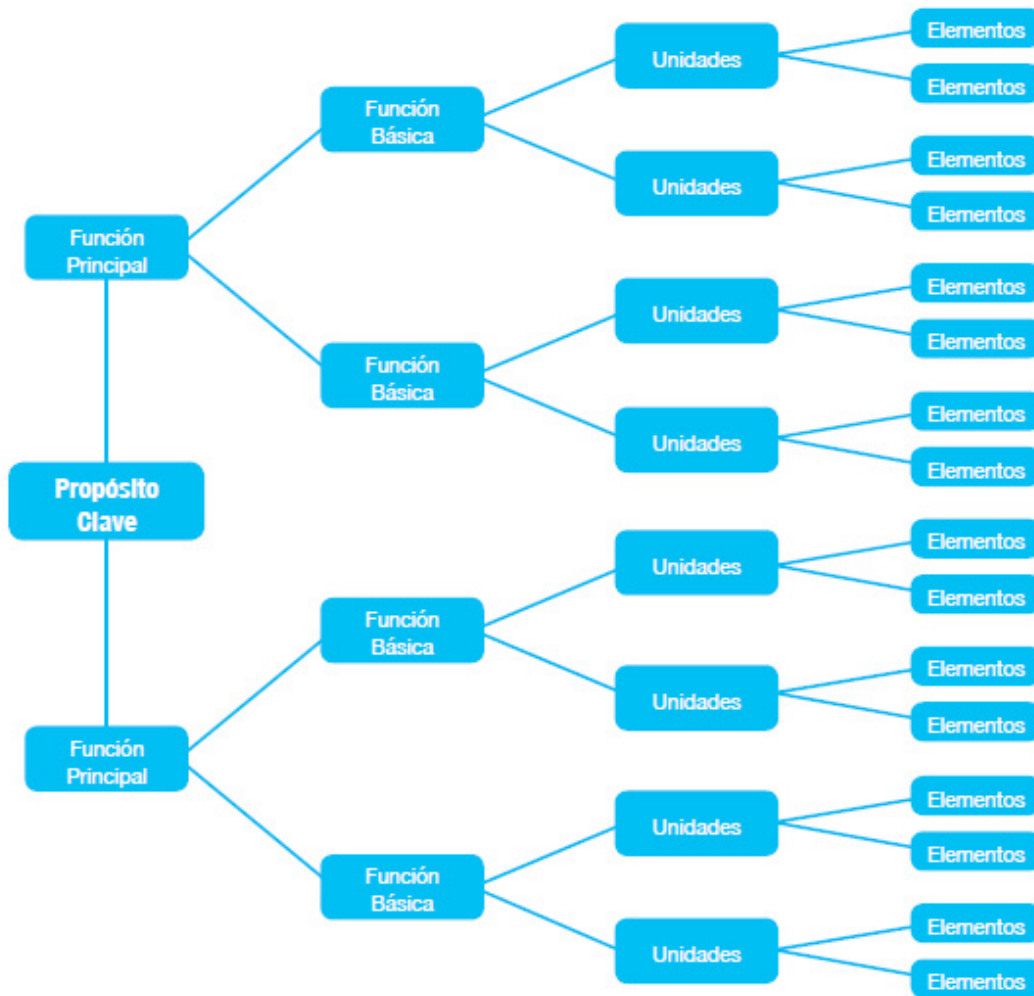 Elementos
Unidades
Elementos
Función
Básica
Elementos
Unidades
Elementos
Función
Principal
Elementos
Unidades
Elementos
Función
Básica
Elementos
Unidades
Elementos
Propósito
Clave
Elementos
Unidades
Elementos
Función
Básica
Elementos
Unidades
Elementos
Función
Principal
Elementos
Unidades
Elementos
Función
Básica
Elementos
Unidades
Elementos